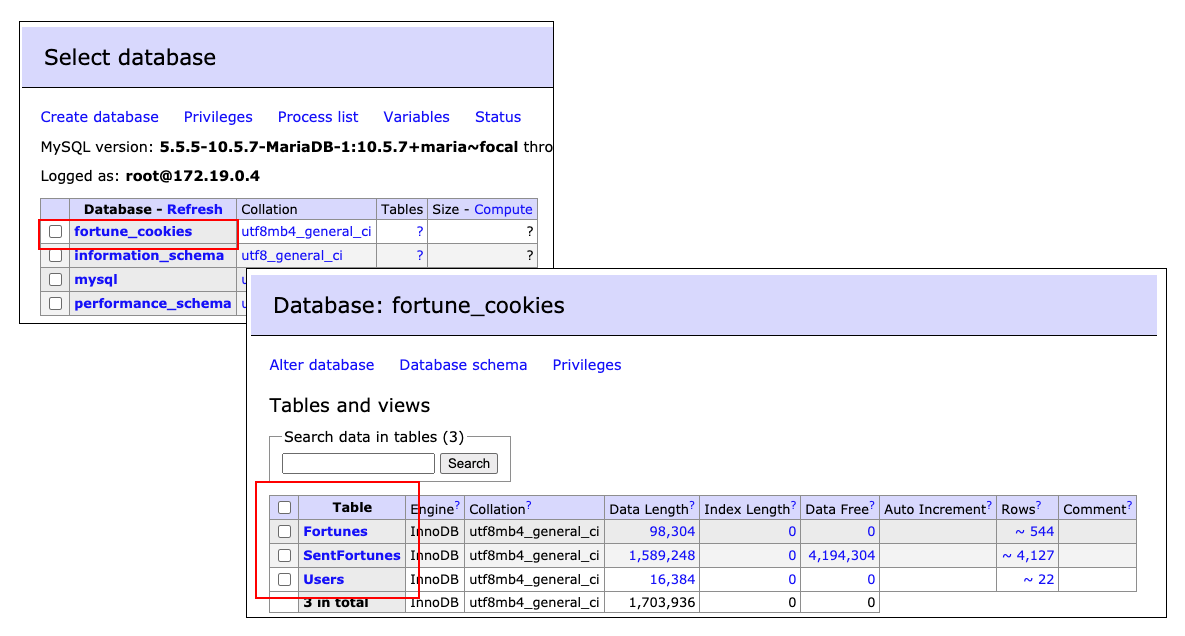 Select database
Create database Privileges Process list Variables Status
MySQL version: 5.5.5-10.5.7-MariaDB-1:10.5.7+maria~focal thro
Logged as: root@172.19.0.4
Database - Refresh Collation Tables Size - Compute
fortune_cookies utf8mb4_general_ci ? ?
information_schema utf8_general_ci ? ?
mysql
performance_schema
Database: fortune_cookies
Alter database Database schema Privileges
Tables and views
Search data in tables (3)
Search
Table Engine? Collation? Data Length? Index Length? Data Free? Auto Increment? Rows? Comment?
Fortunes InnoDB utf8mb4_general_ci 98,304 0 0 ~ 544
SentFortunes InnoDB utf8mb4_general_ci 1,589,248 0 4,194,304 ~ 4,127
Users InnoDB utf8mb4_general_ci 16,384 0 0 ~ 22
3 in total InnoDB utf8mb4_general_ci 1,703,936 0 0